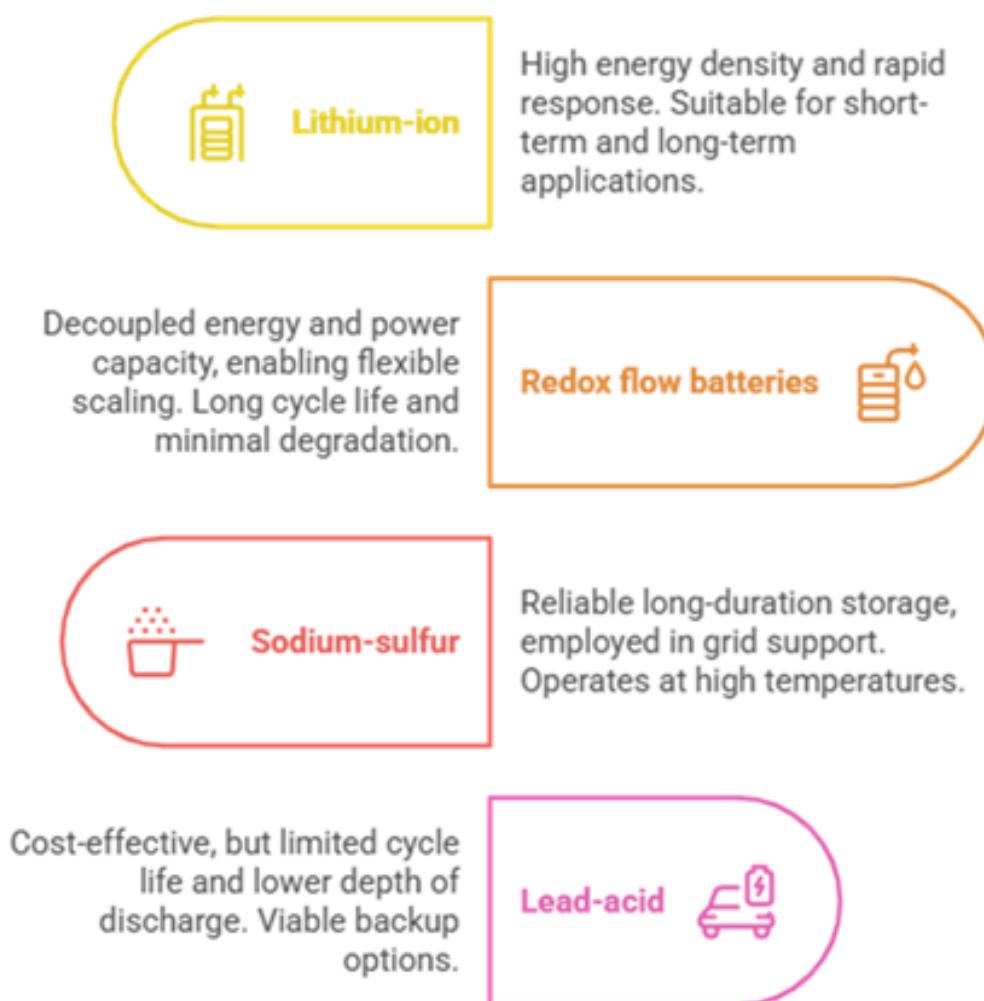 Lithium-ion
High energy density and rapid
response. Suitable for short-
term and long-term
applications.
Decoupled energy and power
capacity, enabling flexible
scaling. Long cycle life and
minimal degradation.
Redox flow batteries
Sodium-sulfur
Reliable long-duration storage,
employed in grid support.
Operates at high temperatures.
Cost-effective, but limited cycle
life and lower depth of
discharge. Viable backup
options.
Lead-acid